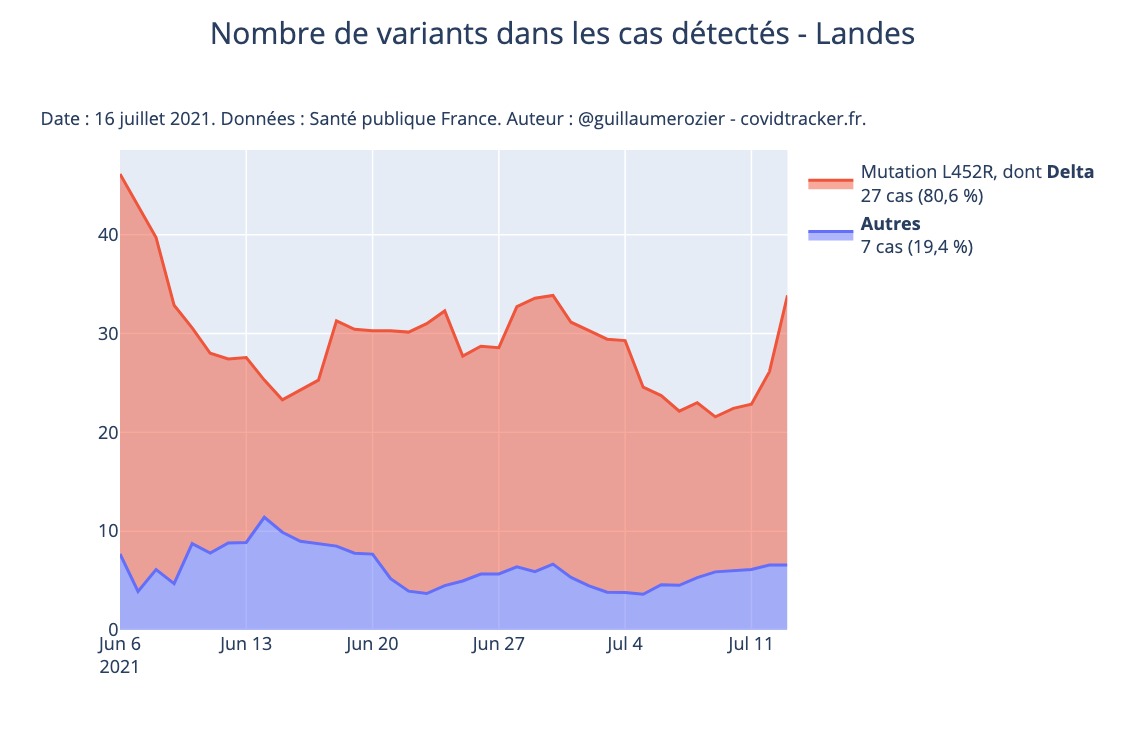 Nombre de variants dans les cas détectés - Landes
Date : 16 juillet 2021. Données : Santé publique France. Auteur : @guillaumerozier - covidtracker.fr.
Mutation L452R, dont Delta
27 cas (80,6 %)
Autres
7 cas (19,4 %)
40
30
20
10
0
Jun 6
2021
Jun 13
Jun 20
Jun 27
Jul 4
Jul 11